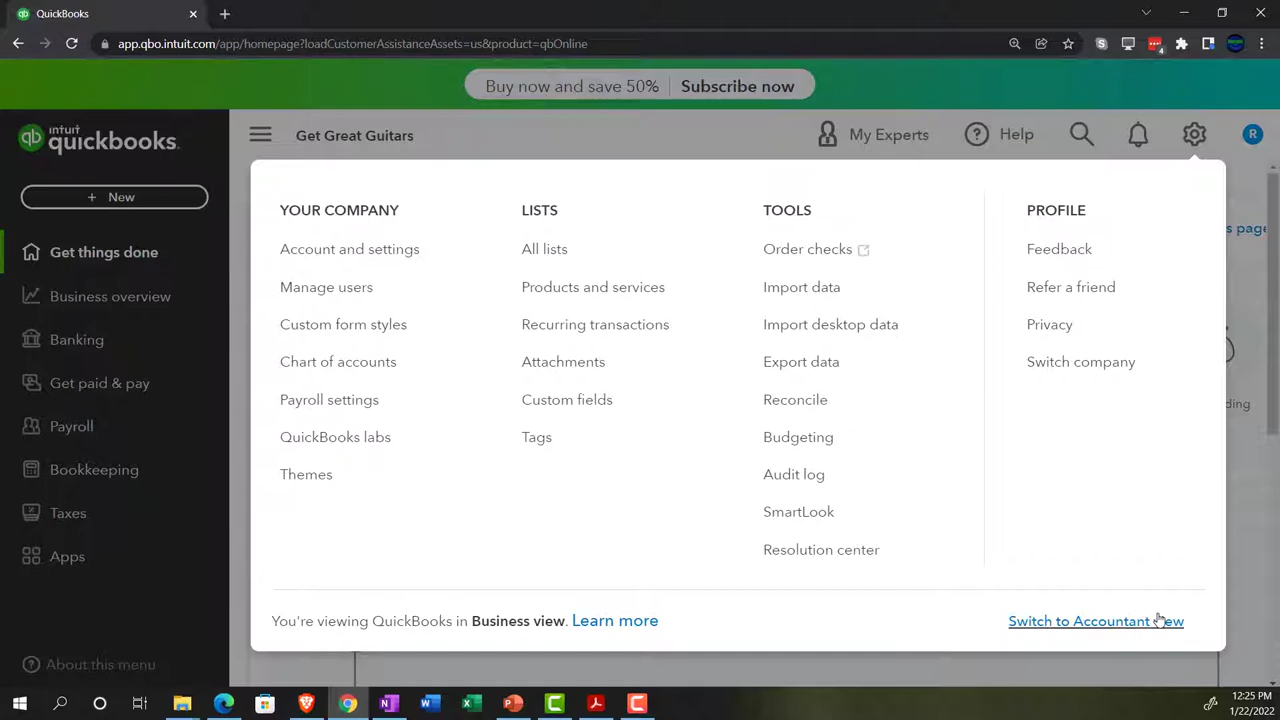 QuickBooks
app.qbo.intuit.com/app/homepage?loadCustomerAssistanceAssets=us&product=qbOnline
4
Buy now and save 50% Subscribe now
intuit
quickbooks.
qb
Get Great Guitars
My Experts
Help
R
+ New
Get things done
Business overview
Banking
Get paid & pay
Payroll
Bookkeeping
Taxes
Apps
About this menu
YOUR COMPANY
Account and settings
Manage users
Custom form styles
Chart of accounts
Payroll settings
QuickBooks labs
Themes
LISTS
All lists
Products and services
Recurring transactions
Attachments
Custom fields
Tags
TOOLS
Order checks
Import data
Import desktop data
Export data
Reconcile
Budgeting
Audit log
SmartLook
Resolution center
PROFILE
Feedback
Refer a friend
Privacy
Switch company
s page
ding
You're viewing QuickBooks in Business view. Learn more
Switch to Accountant view
12:25 PM
1/22/2022